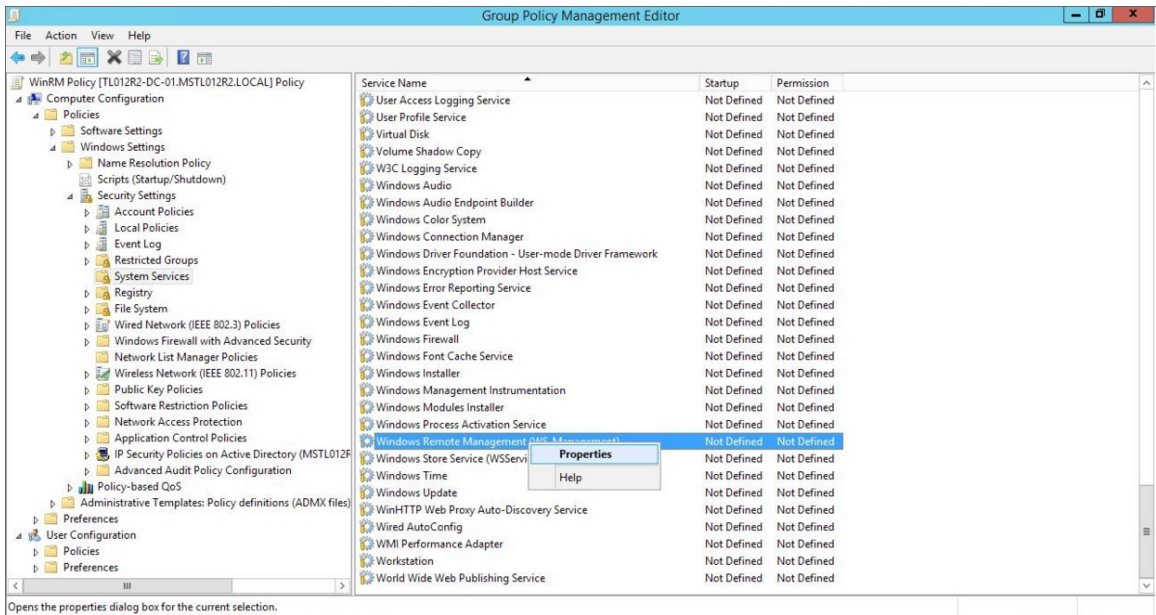 Group Policy Management Editor
File Action View Help
WinRM Policy [TL012R2-DC-01.MSTL012R2.LOCAL] Policy
Computer Configuration
Policies
Software Settings
Windows Settings
Name Resolution Policy
Scripts (Startup/Shutdown)
Security Settings
Account Policies
Local Policies
Event Log
Restricted Groups
System Services
Registry
File System
Wired Network (IEEE 802.3) Policies
Windows Firewall with Advanced Security
Network List Manager Policies
Wireless Network (IEEE 802.11) Policies
Public Key Policies
Software Restriction Policies
Network Access Protection
Application Control Policies
IP Security Policies on Active Directory (MSTL012R
Advanced Audit Policy Configuration
Policy-based QoS
Administrative Templates: Policy definitions (ADMX files)
Preferences
User Configuration
Policies
Preferences
Service Name Startup Permission
User Access Logging Service Not Defined Not Defined
User Profile Service Not Defined Not Defined
Virtual Disk Not Defined Not Defined
Volume Shadow Copy Not Defined Not Defined
W3C Logging Service Not Defined Not Defined
Windows Audio Not Defined Not Defined
Windows Audio Endpoint Builder Not Defined Not Defined
Windows Color System Not Defined Not Defined
Windows Connection Manager Not Defined Not Defined
Windows Driver Foundation - User-mode Driver Framework Not Defined Not Defined
Windows Encryption Provider Host Service Not Defined Not Defined
Windows Error Reporting Service Not Defined Not Defined
Windows Event Collector Not Defined Not Defined
Windows Event Log Not Defined Not Defined
Windows Firewall Not Defined Not Defined
Windows Font Cache Service Not Defined Not Defined
Windows Installer Not Defined Not Defined
Windows Management Instrumentation Not Defined Not Defined
Windows Modules Installer Not Defined Not Defined
Windows Process Activation Service Not Defined Not Defined
Windows Remote Management (WS-Management) Not Defined Not Defined
Windows Store Service (WSServi Not Defined Not Defined
Windows Time Not Defined Not Defined
Windows Update Not Defined Not Defined
WinHTTP Web Proxy Auto-Discovery Service Not Defined Not Defined
Wired AutoConfig Not Defined Not Defined
WMI Performance Adapter Not Defined Not Defined
Workstation Not Defined Not Defined
World Wide Web Publishing Service Not Defined Not Defined
Properties
Help
Opens the properties dialog box for the current selection.